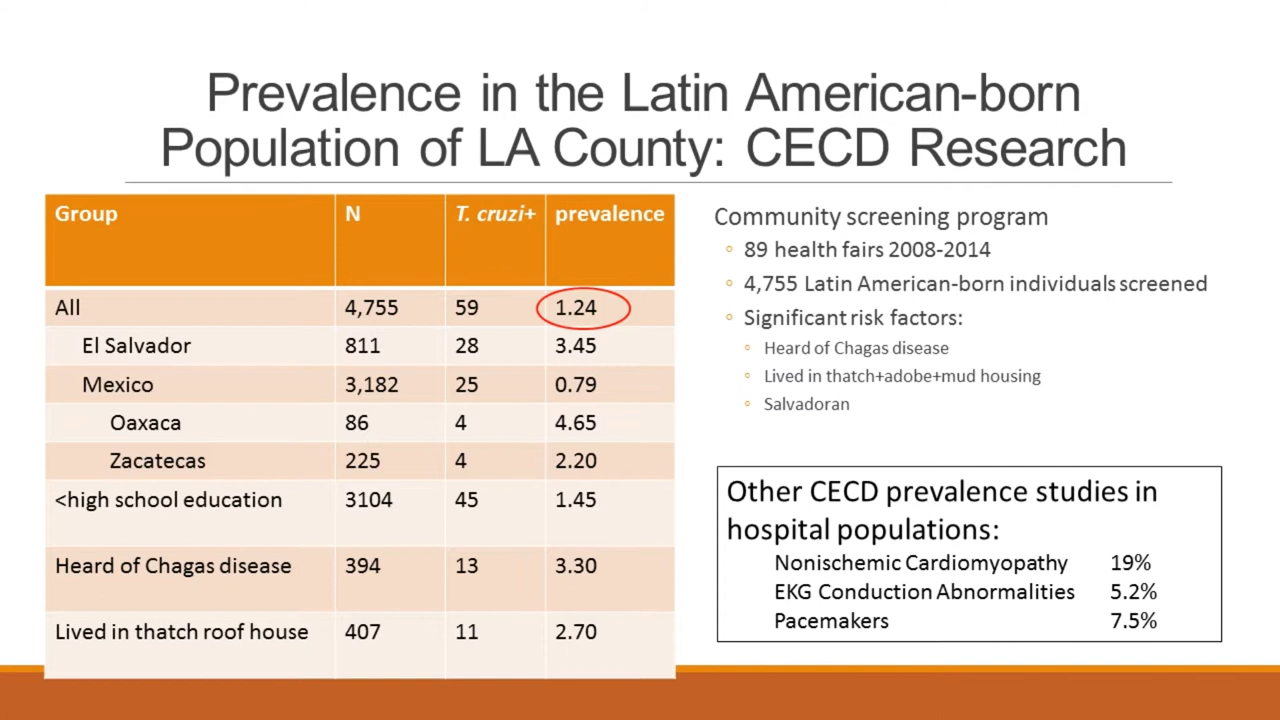 Prevalence in the Latin American-born
Population of LA County: CECD Research
Group N T. cruzi+ prevalence
All 4,755 59 1.24
El Salvador 811 28 3.45
Mexico 3,182 25 0.79
Oaxaca 86 4 4.65
Zacatecas 225 4 2.20
<high school education 3104 45 1.45
Heard of Chagas disease 394 13 3.30
Lived in thatch roof house 407 11 2.70
Community screening program
89 health fairs 2008-2014
4,755 Latin American-born individuals screened
Significant risk factors:
Heard of Chagas disease
Lived in thatch+adobe+mud housing
Salvadoran
Other CECD prevalence studies in
hospital populations:
Nonischemic Cardiomyopathy 19%
EKG Conduction Abnormalities 5.2%
Pacemakers 7.5%